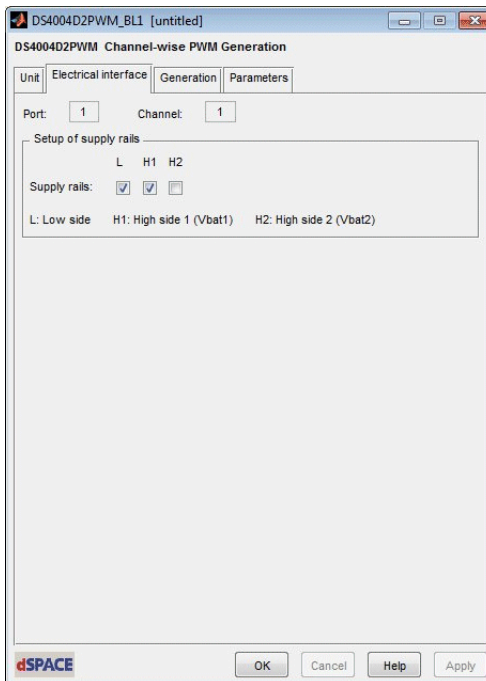 DS4004D2PWM_BL1 [untitled]
DS4004D2PWM Channel-wise PWM Generation
Unit Electrical interface Generation Parameters
Port: 1 Channel: 1
Setup of supply rails
L H1 H2
Supply rails:
L: Low side H1: High side 1 (Vbat1) H2: High side 2 (Vbat2)
dSPACE OK Cancel Help Apply